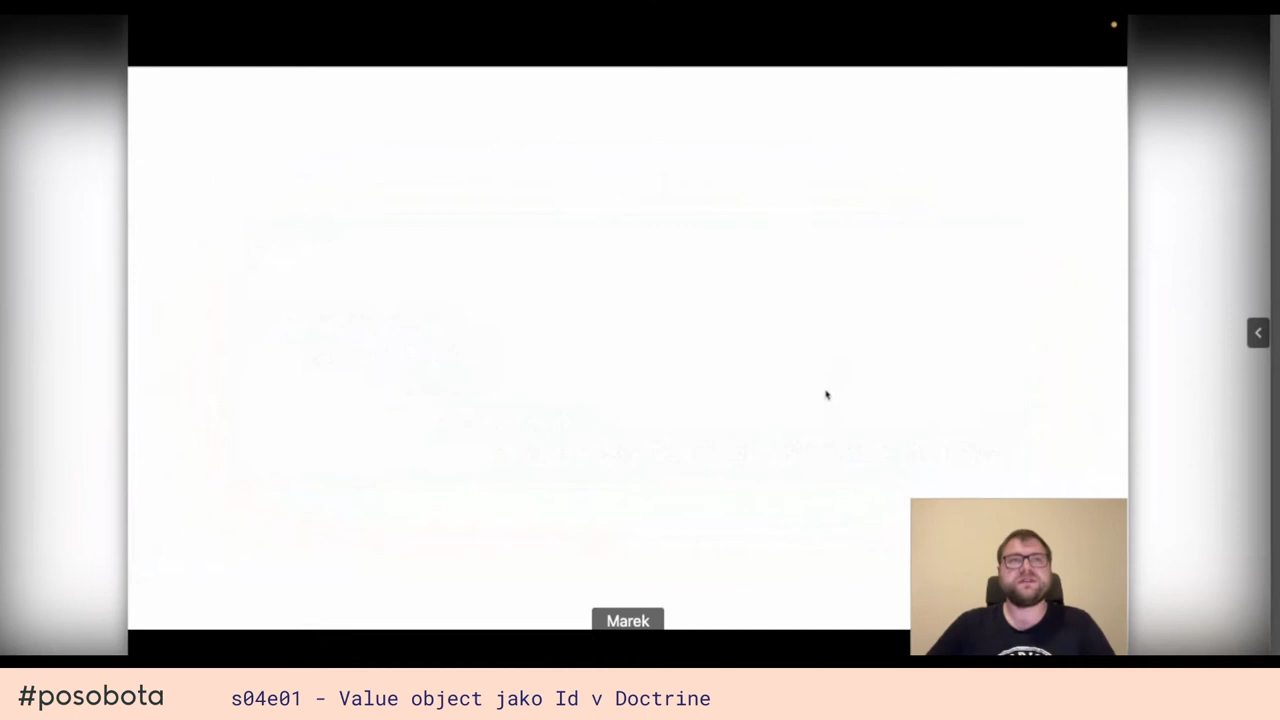 Marek
#posobota
s04e01 - Value object jako Id v Doctrine